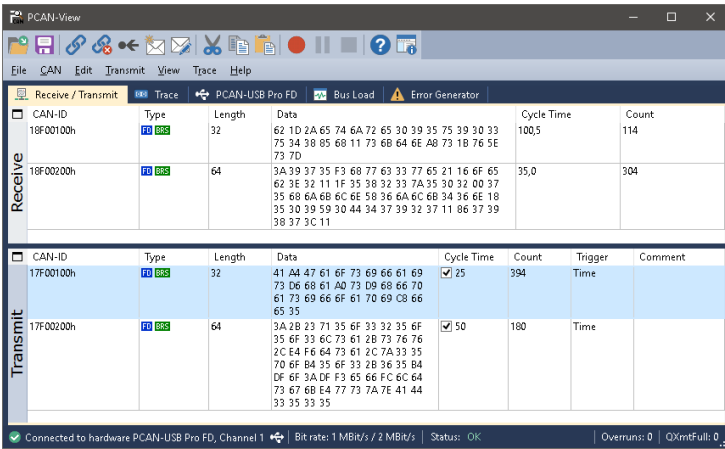 PCAN-View
File CAN Edit Transmit View Trace Help
Receive / Transmit Trace PCAN-USB Pro FD Bus Load Error Generator
CAN-ID Type Length Data Cycle Time Count
18F00100h FD BRS 32 62 1D 2A 65 74 6A 72 65 30 39 35 75 39 30 33 100,5 114
75 34 38 85 68 11 73 6B 64 6E A8 73 1B 76 5E
73 7D
18F00200h FD BRS 64 3A 39 37 35 F3 68 77 63 33 77 65 21 16 6F 65 35,0 304
62 3E 32 11 1F 35 38 32 33 7A 35 30 32 00 37
35 68 6A 6B 6C 6E 58 36 6A 6C 6B 34 36 6E 18
35 30 39 59 30 44 34 37 39 32 37 11 86 37 39
38 37 3C 11
Receive
CAN-ID Type Length Data Cycle Time Count Trigger Comment
17F00100h FD BRS 32 41 A4 47 61 6F 73 69 66 61 69 25 394 Time
73 D6 68 61 A0 73 D9 68 66 70
61 73 69 66 6F 61 70 69 C8 66
65 35
17F00200h FD BRS 64 3A 2B 23 71 35 6F 33 32 35 6F 50 180 Time
35 6F 33 6C 73 61 2B 73 76 76
2C E4 F6 64 73 61 2C 7A 33 35
70 6F B4 35 6F 33 2B 36 35 B4
DF 6F 3A DF F3 65 66 FC 6C 64
73 67 6B E4 77 73 7A 7E 41 44
33 35 33 35
Transmit
Connected to hardware PCAN-USB Pro FD, Channel 1 Bit rate: 1 MBit/s / 2 MBit/s Status: OK Overruns: 0 QXmtFull: 0